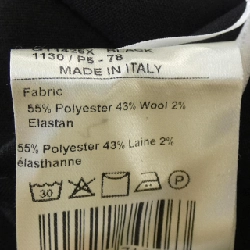 BLACK
1130 / P5 - 78
MADE IN ITALY
Fabric
55% Polyester 43% Wool 2%
Elastan
55% Polyester 43% Laine 2%
élasthanne
30
P